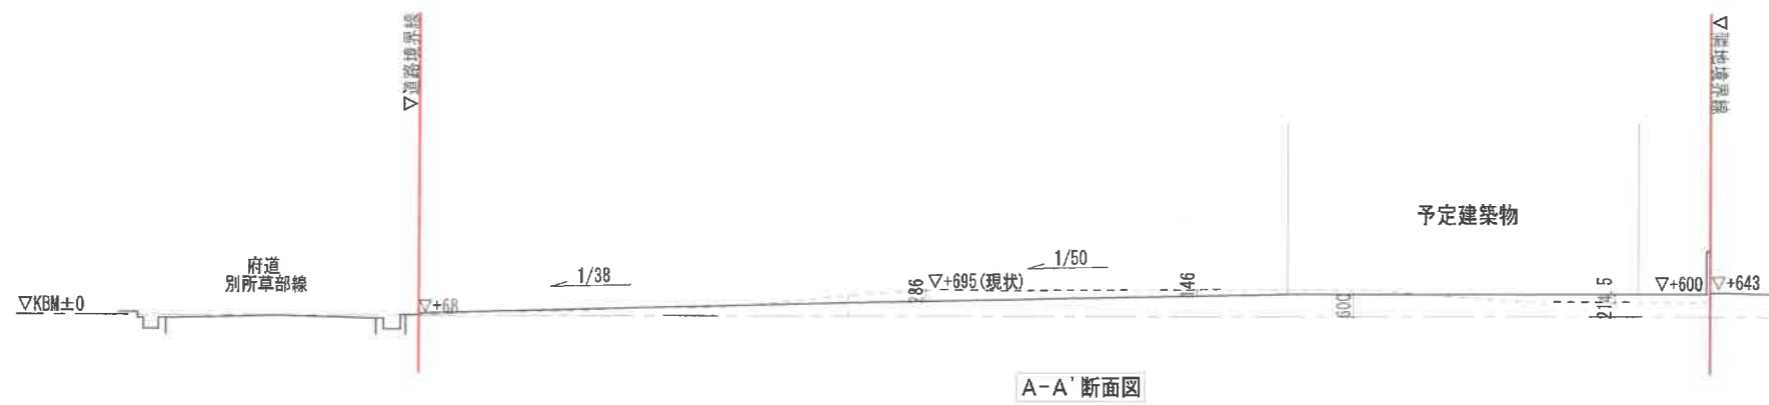 ▽道路境界線
▽隣地境界線
予定建築物
府道
別所草部線
1/38
1/50
▽KBM±0
▽+68
286
▽+695(現状)
146
600
214.5
▽+600
▽+643
A-A'断面図